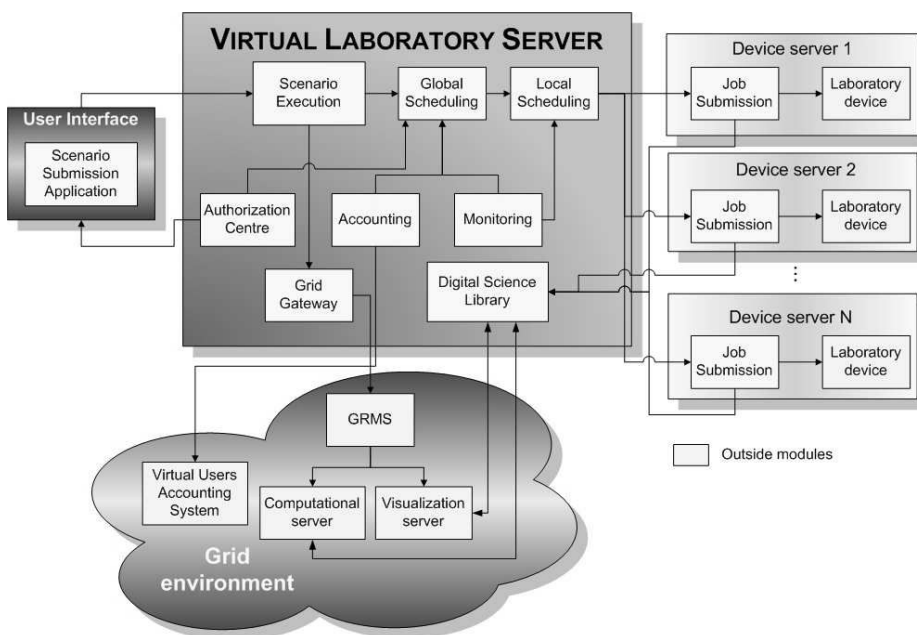 VIRTUAL LABORATORY SERVER
Scenario
Execution
Global
Scheduling
Local
Scheduling
User Interface
Scenario
Submission
Application
Authorization
Centre
Accounting
Monitoring
Grid
Gateway
Digital Science
Library
Device server 1
Job
Submission
Laboratory
device
Device server 2
Job
Submission
Laboratory
device
...
Device server N
Job
Submission
Laboratory
device
Outside modules
GRMS
Virtual Users
Accounting
System
Computational
server
Visualization
server
Grid
environment